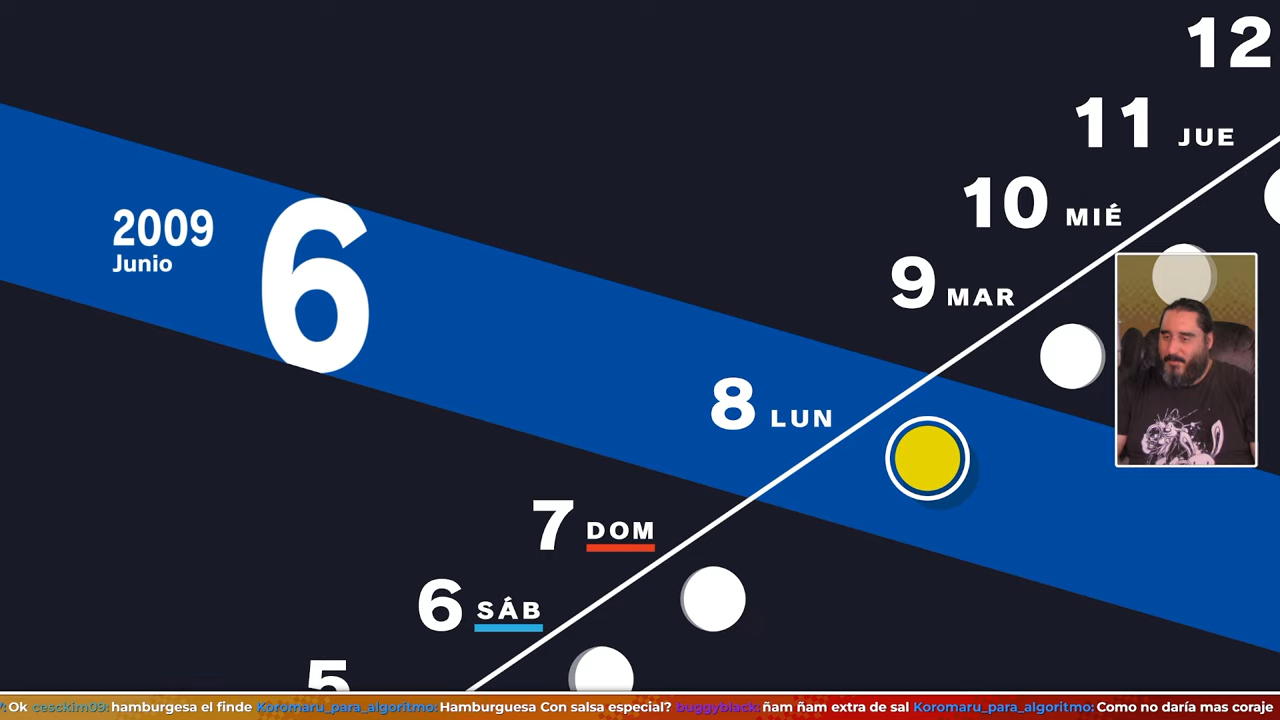 12
11 JUE
10 MIÉ
2009
Junio
6
9 MAR
8 LUN
7 DOM
6 SÁB
5
Ok cesckim09: hamburgesa el finde Koromaru_para_algoritmo: Hamburguesa Con salsa especial? buggyblack: ñam ñam extra de sal Koromaru_para_algoritmo: Como no daría mas coraje